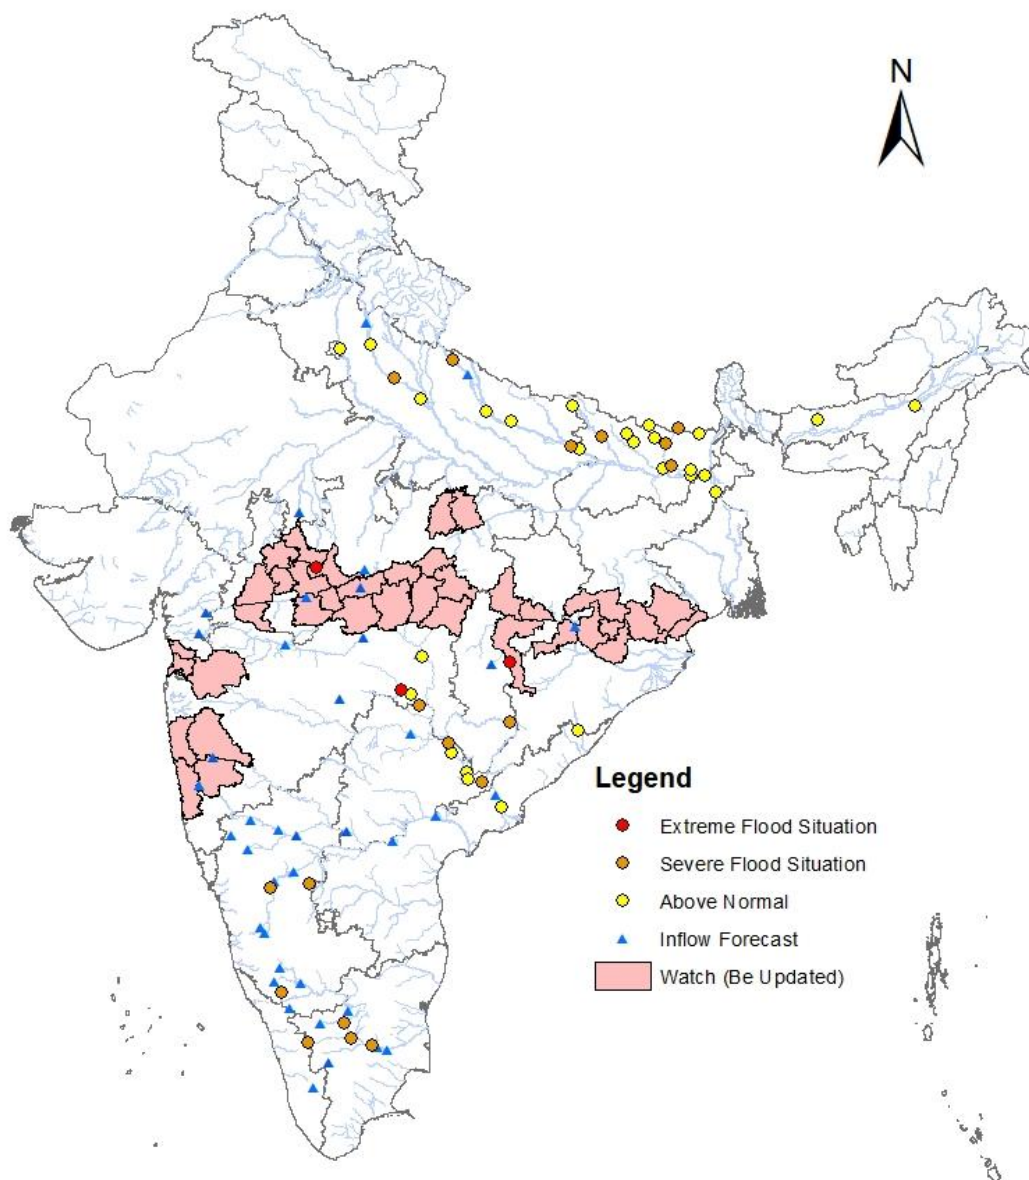 N
Legend
Extreme Flood Situation
Severe Flood Situation
Above Normal
Inflow Forecast
Watch (Be Updated)